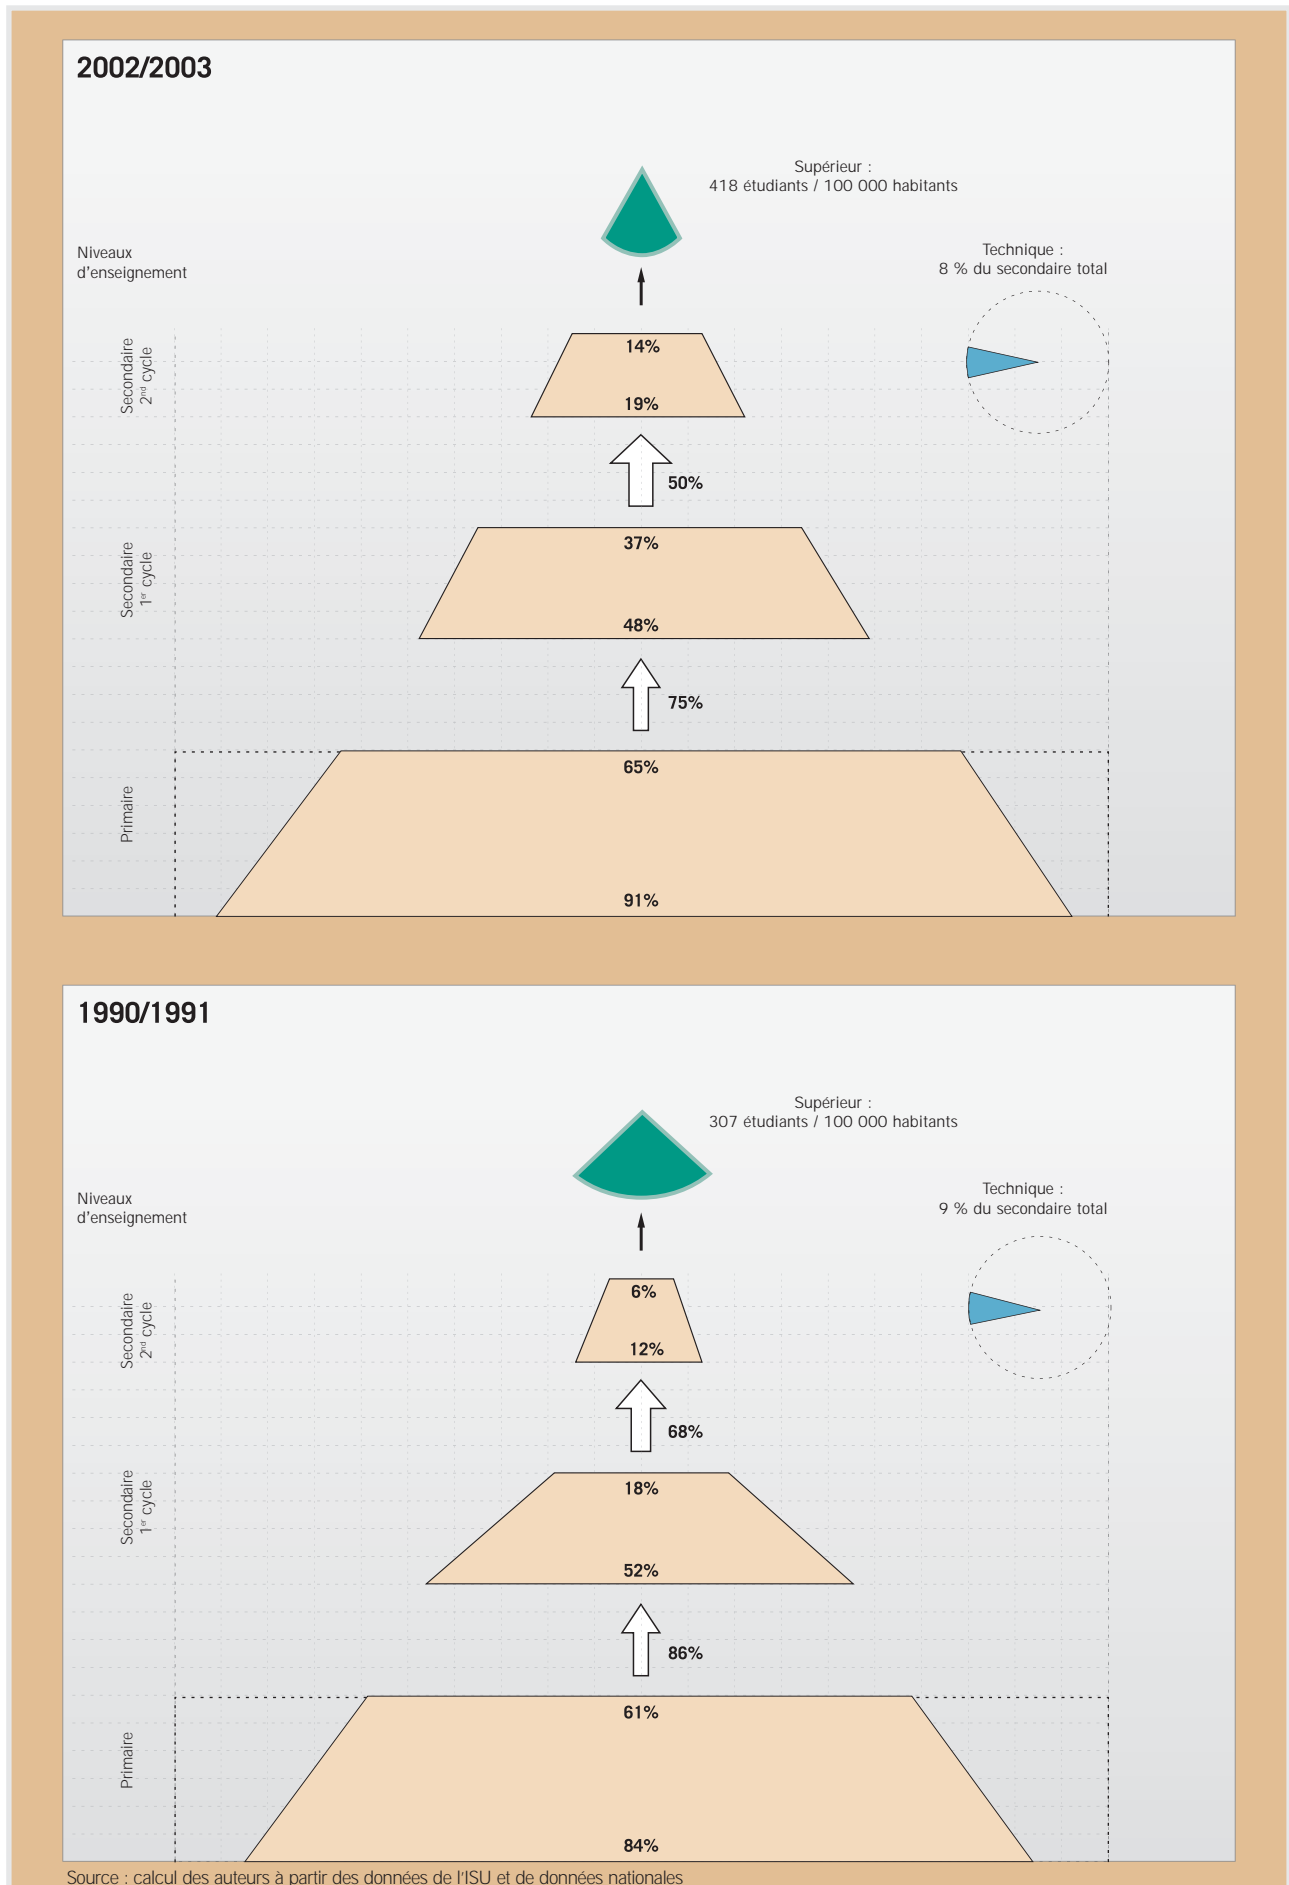 2002/2003
Supérieur :
418 étudiants / 100 000 habitants
Niveaux
d'enseignement
Technique :
8 % du secondaire total
Secondaire
2nd cycle
14%
19%
50%
Secondaire
1er cycle
37%
48%
75%
Primaire
65%
91%
1990/1991
Supérieur :
307 étudiants / 100 000 habitants
Niveaux
d'enseignement
Technique :
9 % du secondaire total
Secondaire
2nd cycle
6%
12%
68%
Secondaire
1er cycle
18%
52%
86%
Primaire
61%
84%
Source : calcul des auteurs à partir des données de l'ISU et de données nationales